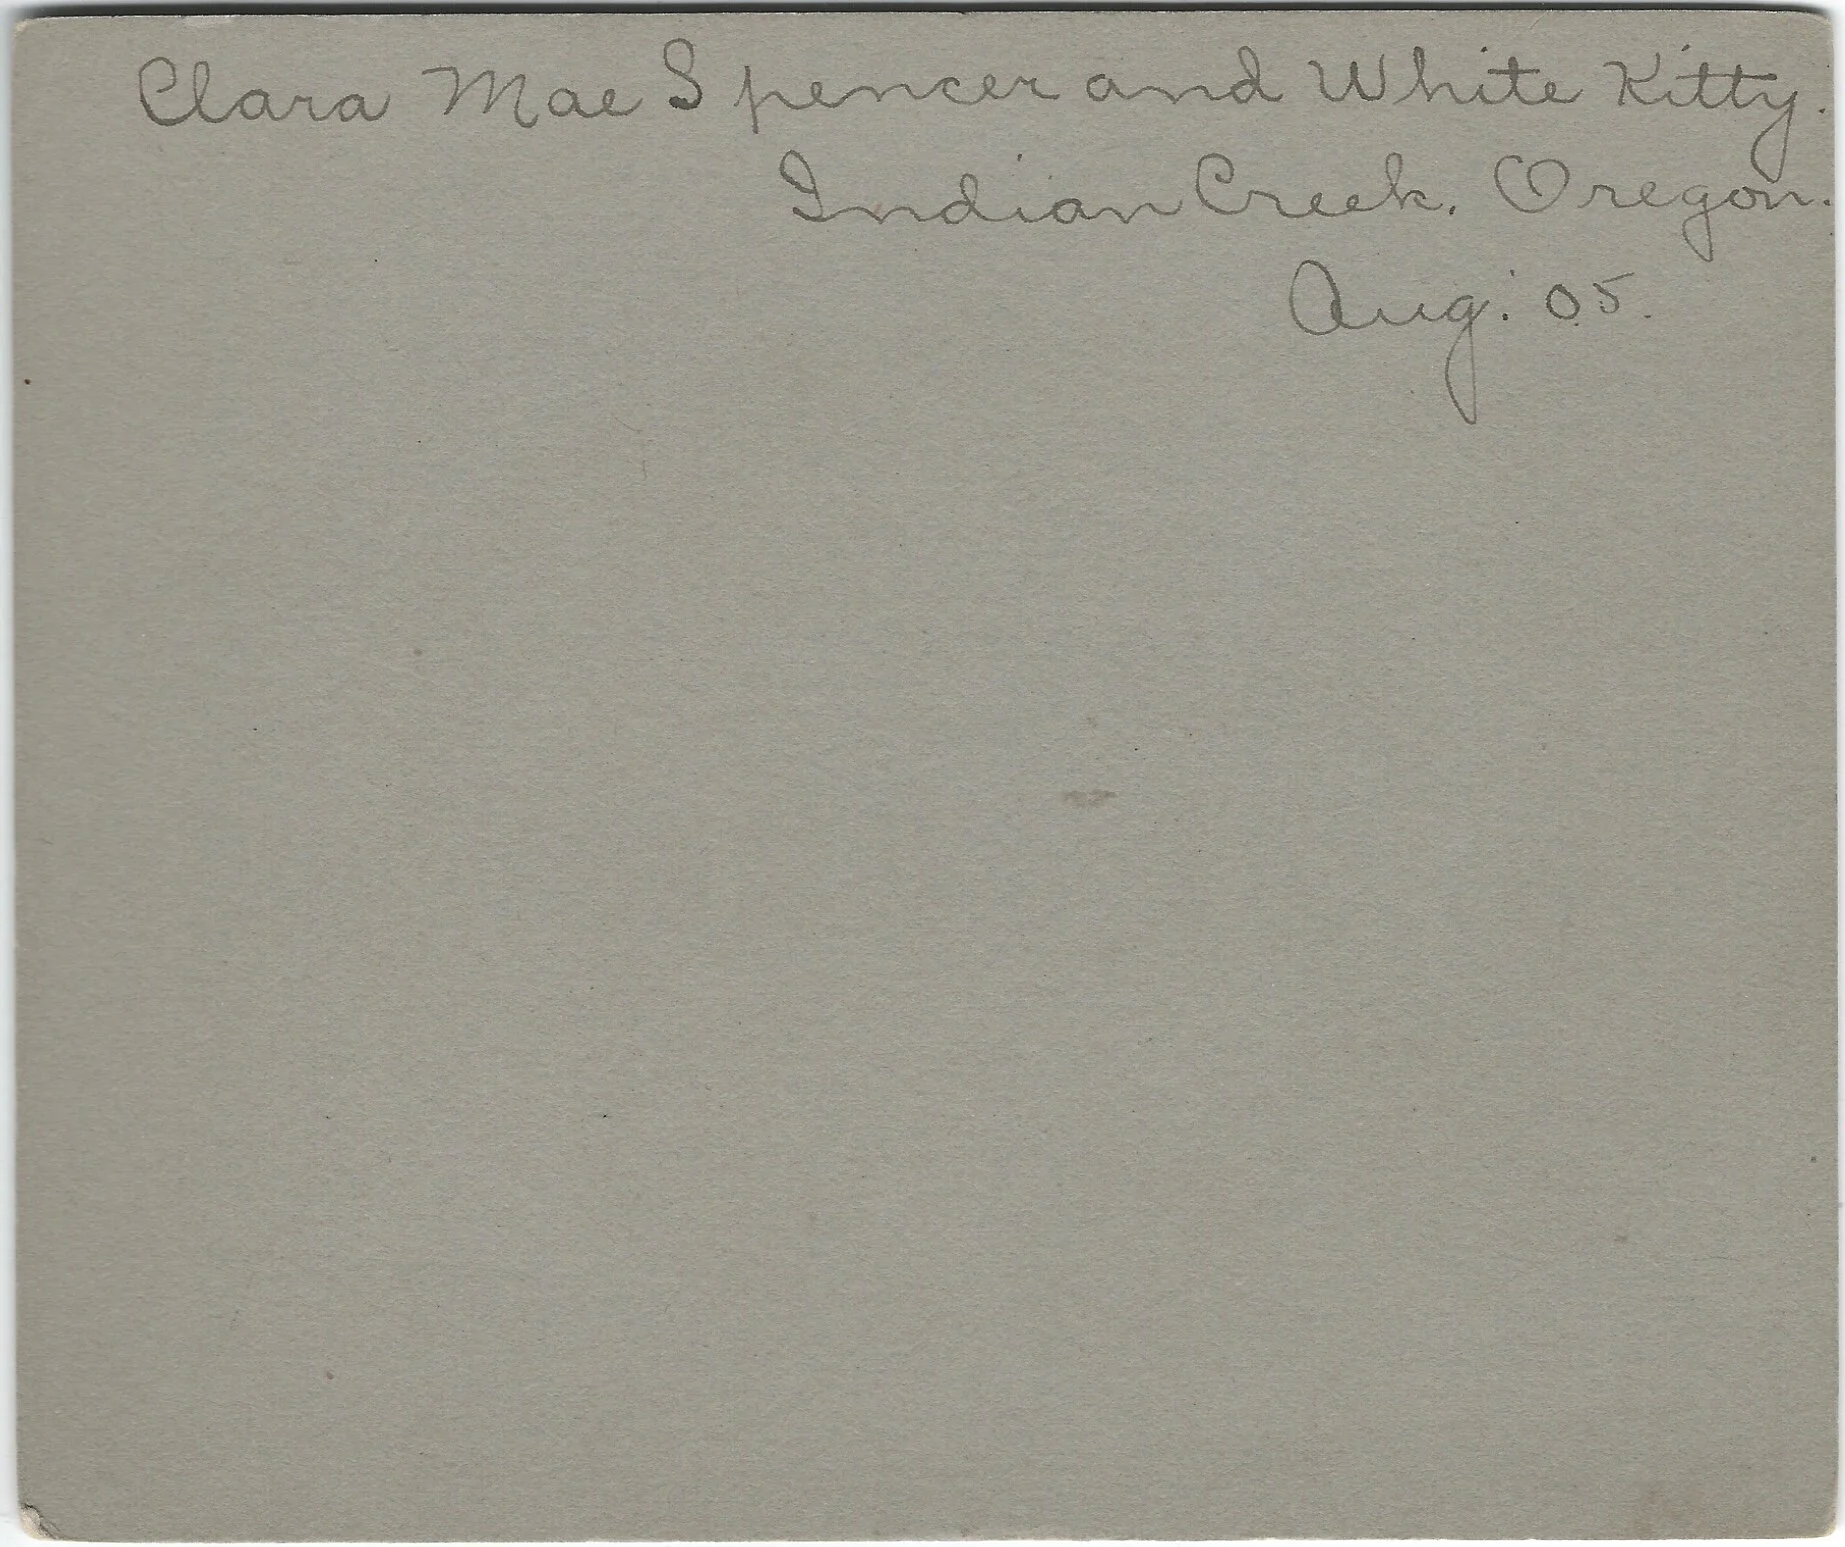 Clara Mae Spencer and White Kitty.
Indian Creek, Oregon.
Aug. '05.